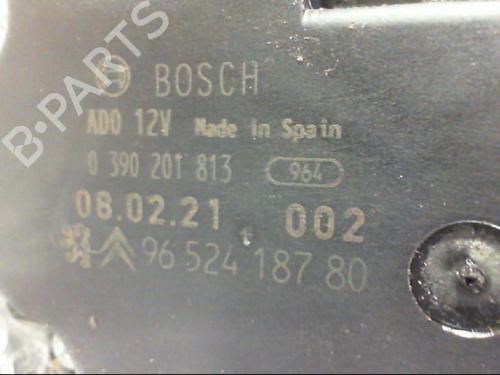 B-PARTS
BOSCH
ADO 12V Made in Spain
0 390 201 813 964
08.02.21 002
96 524 187 80